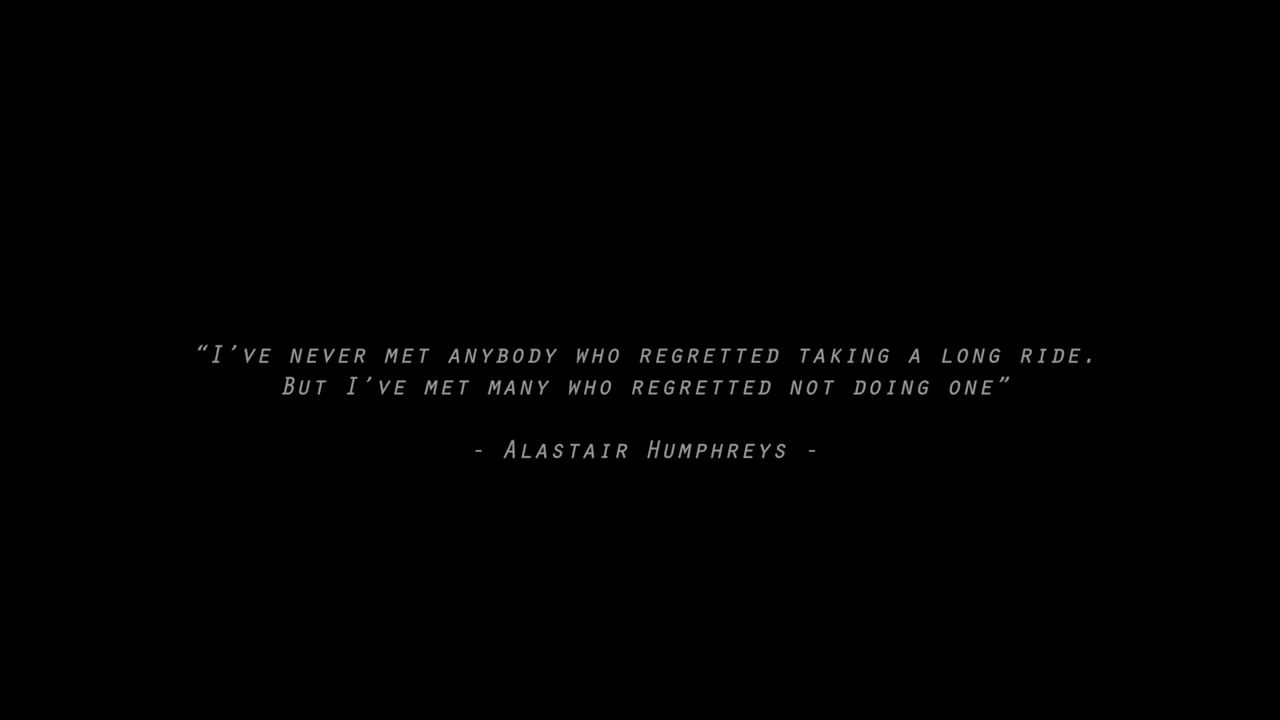 “I’ve never met anybody who regretted taking a long ride.
But I’ve met many who regretted not doing one”
- Alastair Humphreys -